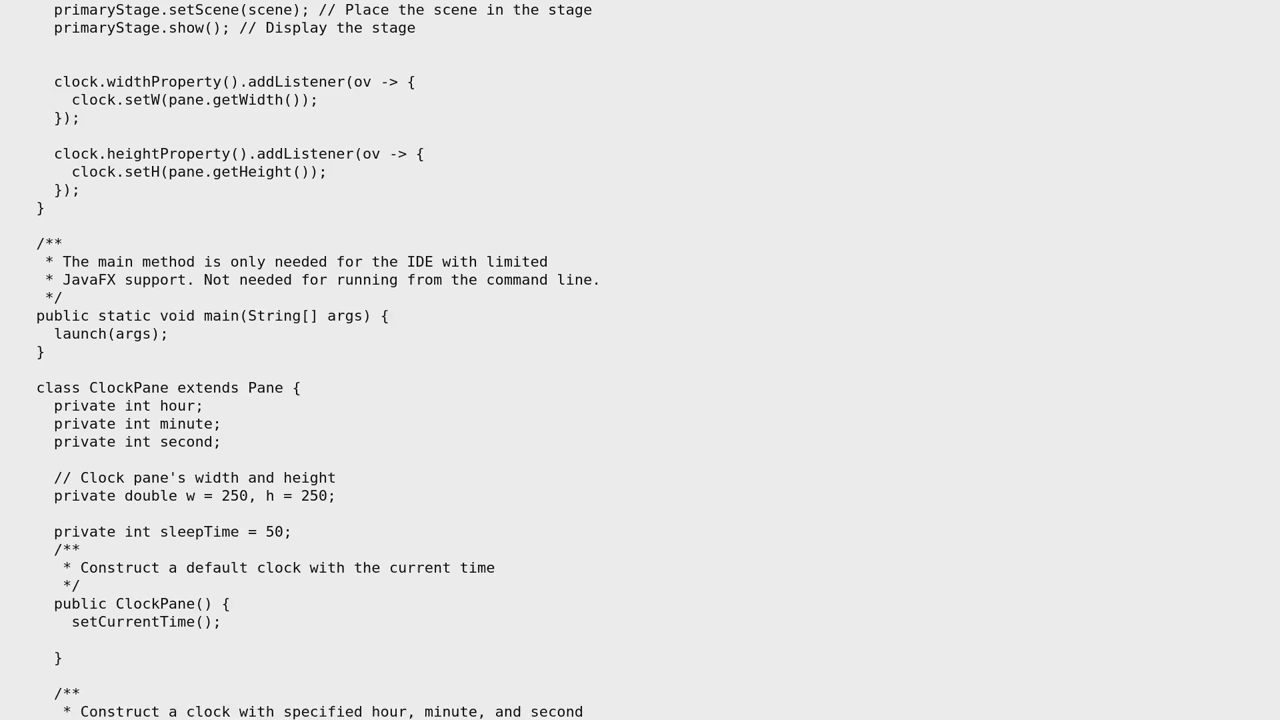 primaryStage.setScene(scene); // Place the scene in the stage
primaryStage.show(); // Display the stage
clock.widthProperty().addListener(ov -> {
clock.setW(pane.getWidth());
});
clock.heightProperty().addListener(ov -> {
clock.setH(pane.getHeight());
});
}
/**
* The main method is only needed for the IDE with limited
* JavaFX support. Not needed for running from the command line.
*/
public static void main(String[] args) {
launch(args);
}
class ClockPane extends Pane {
private int hour;
private int minute;
private int second;
// Clock pane's width and height
private double w = 250, h = 250;
private int sleepTime = 50;
/**
* Construct a default clock with the current time
*/
public ClockPane() {
setCurrentTime();
}
/**
* Construct a clock with specified hour, minute, and second